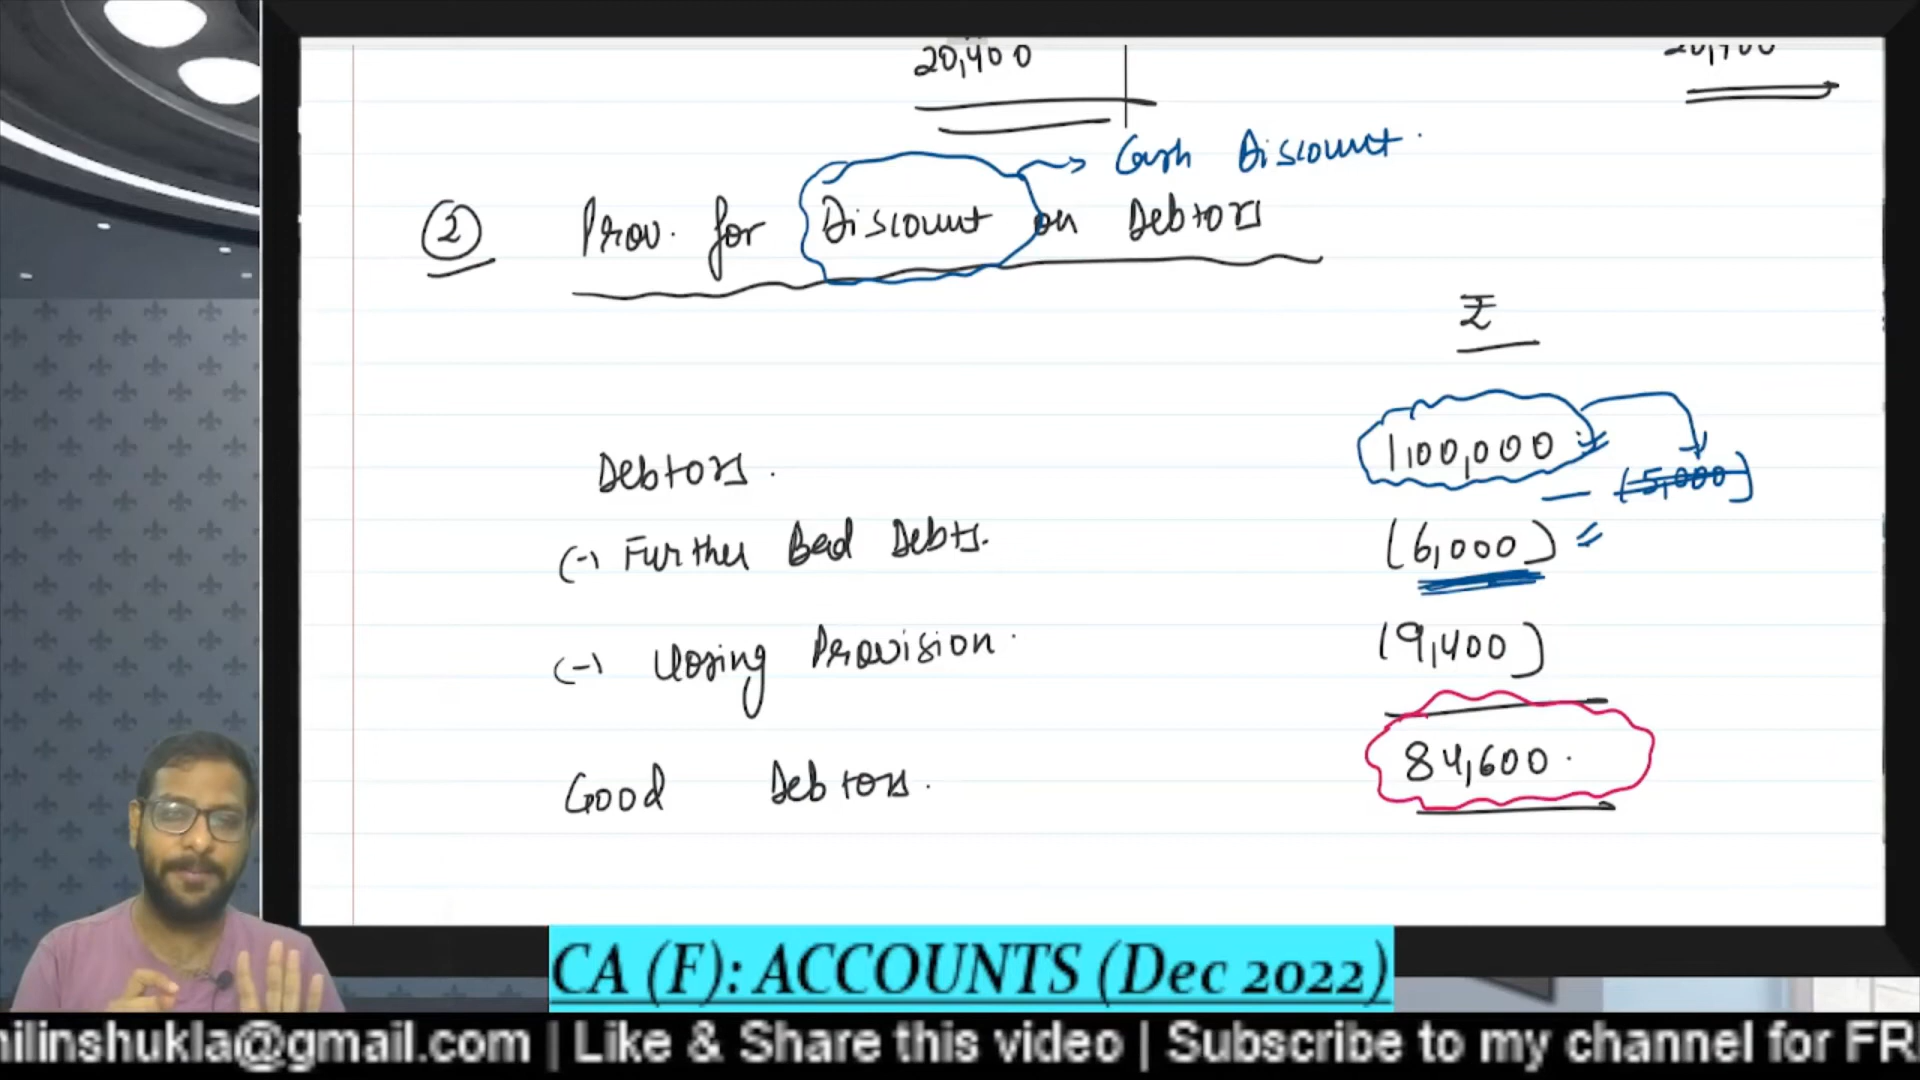 20,400
→ Cash Discount.
② Prov. for Discount on Debtors
₹
Debtors. 1,00,000
— (5,000)
(-) Further Bad Debts. (6,000)
(-) Closing Provision. (9,400)
Good Debtors. 84,600.
CA (F): ACCOUNTS (Dec 2022)
nilinshukla@gmail.com | Like & Share this video | Subscribe to my channel for FR